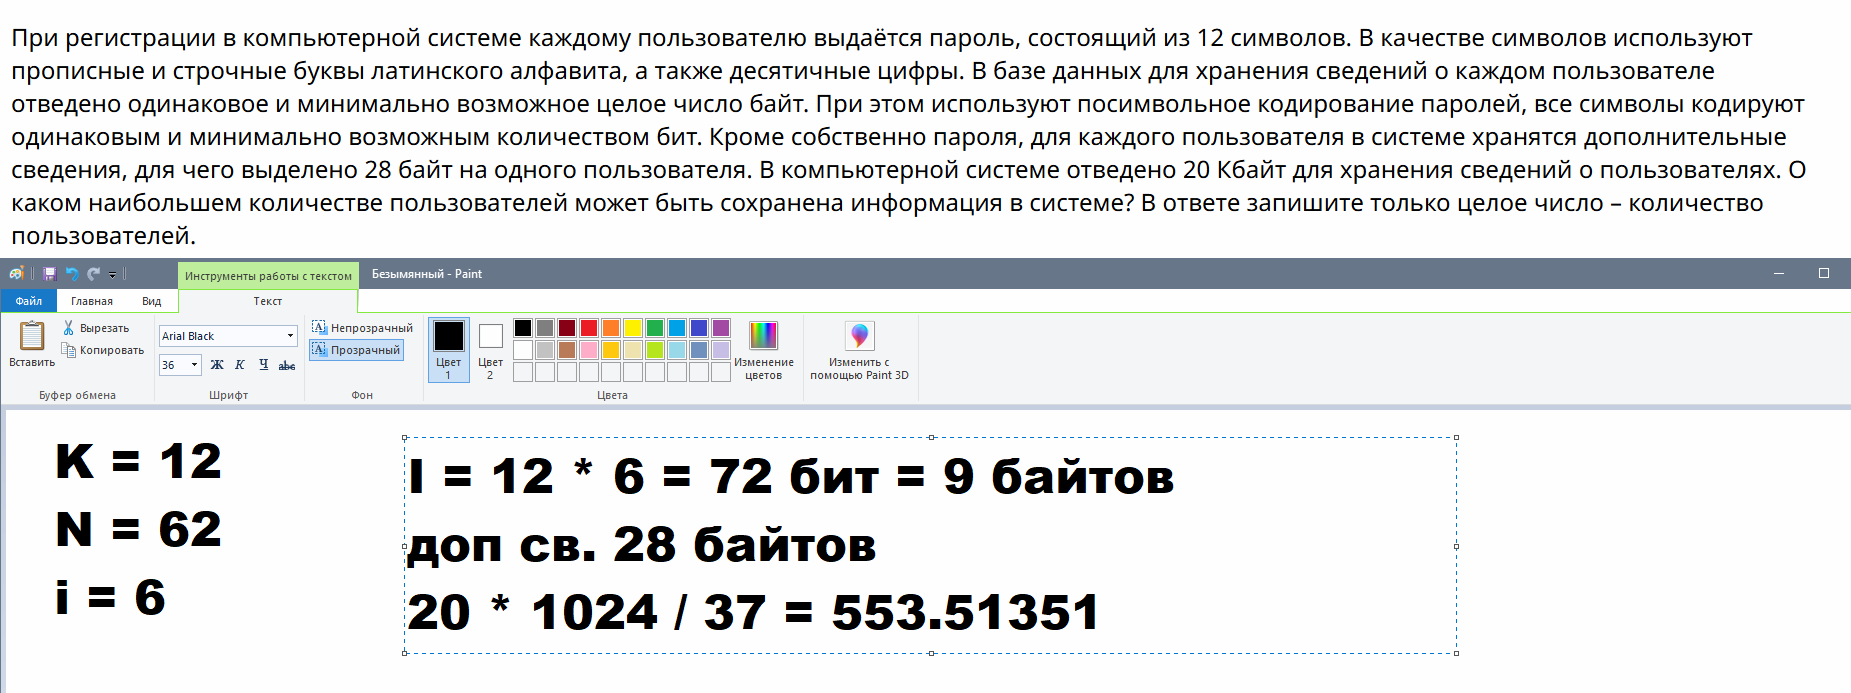 При регистрации в компьютерной системе каждому пользователю выдаётся пароль, состоящий из 12 символов. В качестве символов используют
прописные и строчные буквы латинского алфавита, а также десятичные цифры. В базе данных для хранения сведений о каждом пользователе
отведено одинаковое и минимально возможное целое число байт. При этом используют посимвольное кодирование паролей, все символы кодируют
одинаковым и минимально возможным количеством бит. Кроме собственно пароля, для каждого пользователя в системе хранятся дополнительные
сведения, для чего выделено 28 байт на одного пользователя. В компьютерной системе отведено 20 Кбайт для хранения сведений о пользователях. О
каком наибольшем количестве пользователей может быть сохранена информация в системе? В ответе запишите только целое число – количество
пользователей.
Инструменты работы с текстом
Безымянный - Paint
Файл
Главная
Вид
Текст
Вставить
Вырезать
Копировать
Буфер обмена
Arial Black
36
Ж К Ч abc
Шрифт
Непрозрачный
Прозрачный
Фон
Цвет
1
Цвет
2
Изменение
цветов
Цвета
Изменить с
помощью Paint 3D
K = 12
N = 62
i = 6
I = 12 * 6 = 72 бит = 9 байтов
доп св. 28 байтов
20 * 1024 / 37 = 553.51351